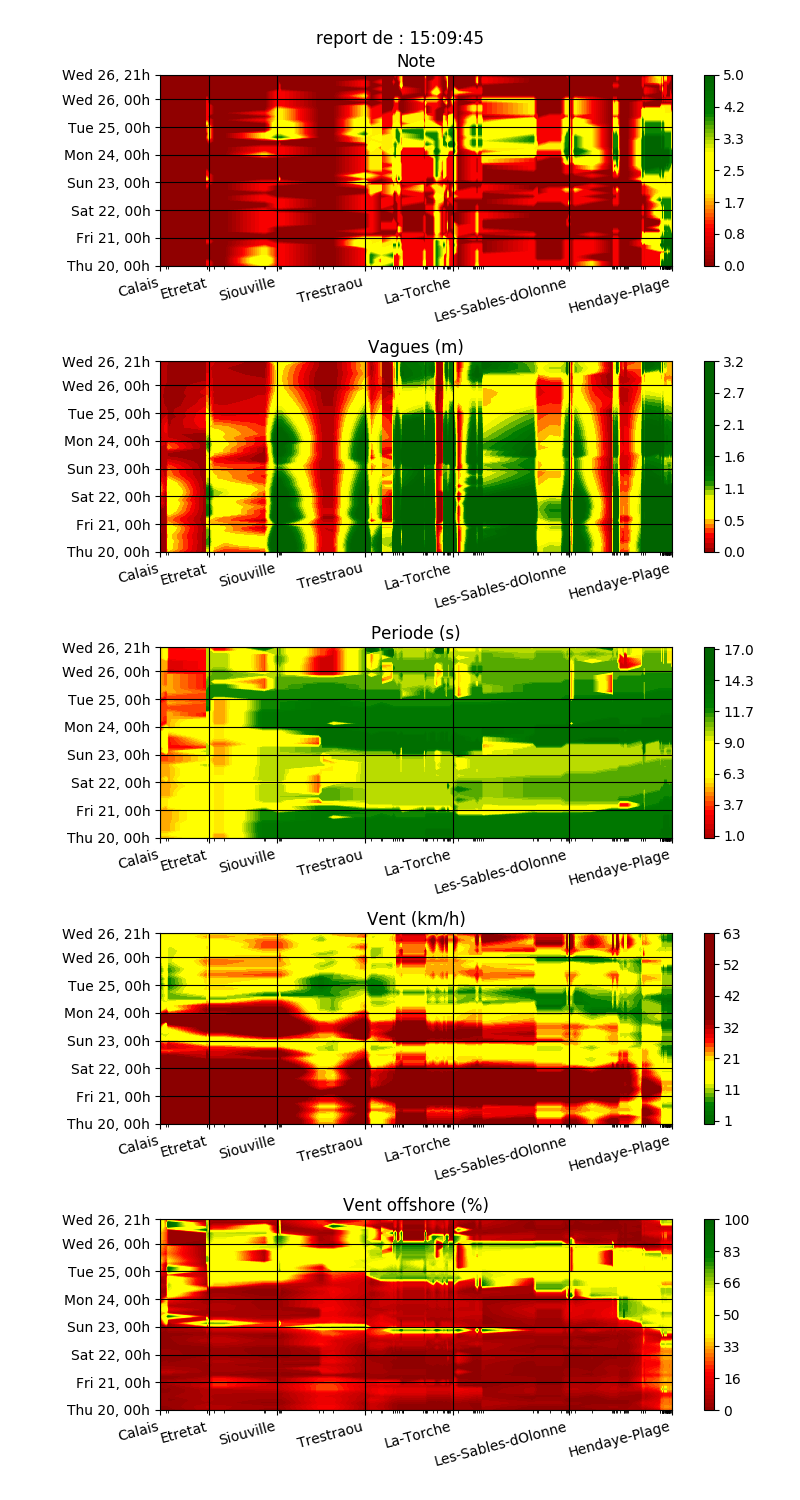 report de : 15:09:45
Note
Wed 26, 21h
Wed 26, 00h
Tue 25, 00h
Mon 24, 00h
Sun 23, 00h
Sat 22, 00h
Fri 21, 00h
Thu 20, 00h
5.0
4.2
3.3
2.5
1.7
0.8
0.0
Calais
Etretat
Siouville
Trestraou
La-Torche
Les-Sables-dOlonne
Hendaye-Plage
Vagues (m)
Wed 26, 21h
Wed 26, 00h
Tue 25, 00h
Mon 24, 00h
Sun 23, 00h
Sat 22, 00h
Fri 21, 00h
Thu 20, 00h
3.2
2.7
2.1
1.6
1.1
0.5
0.0
Calais
Etretat
Siouville
Trestraou
La-Torche
Les-Sables-dOlonne
Hendaye-Plage
Periode (s)
Wed 26, 21h
Wed 26, 00h
Tue 25, 00h
Mon 24, 00h
Sun 23, 00h
Sat 22, 00h
Fri 21, 00h
Thu 20, 00h
17.0
14.3
11.7
9.0
6.3
3.7
1.0
Calais
Etretat
Siouville
Trestraou
La-Torche
Les-Sables-dOlonne
Hendaye-Plage
Vent (km/h)
Wed 26, 21h
Wed 26, 00h
Tue 25, 00h
Mon 24, 00h
Sun 23, 00h
Sat 22, 00h
Fri 21, 00h
Thu 20, 00h
63
52
42
32
21
11
1
Calais
Etretat
Siouville
Trestraou
La-Torche
Les-Sables-dOlonne
Hendaye-Plage
Vent offshore (%)
Wed 26, 21h
Wed 26, 00h
Tue 25, 00h
Mon 24, 00h
Sun 23, 00h
Sat 22, 00h
Fri 21, 00h
Thu 20, 00h
100
83
66
50
33
16
0
Calais
Etretat
Siouville
Trestraou
La-Torche
Les-Sables-dOlonne
Hendaye-Plage